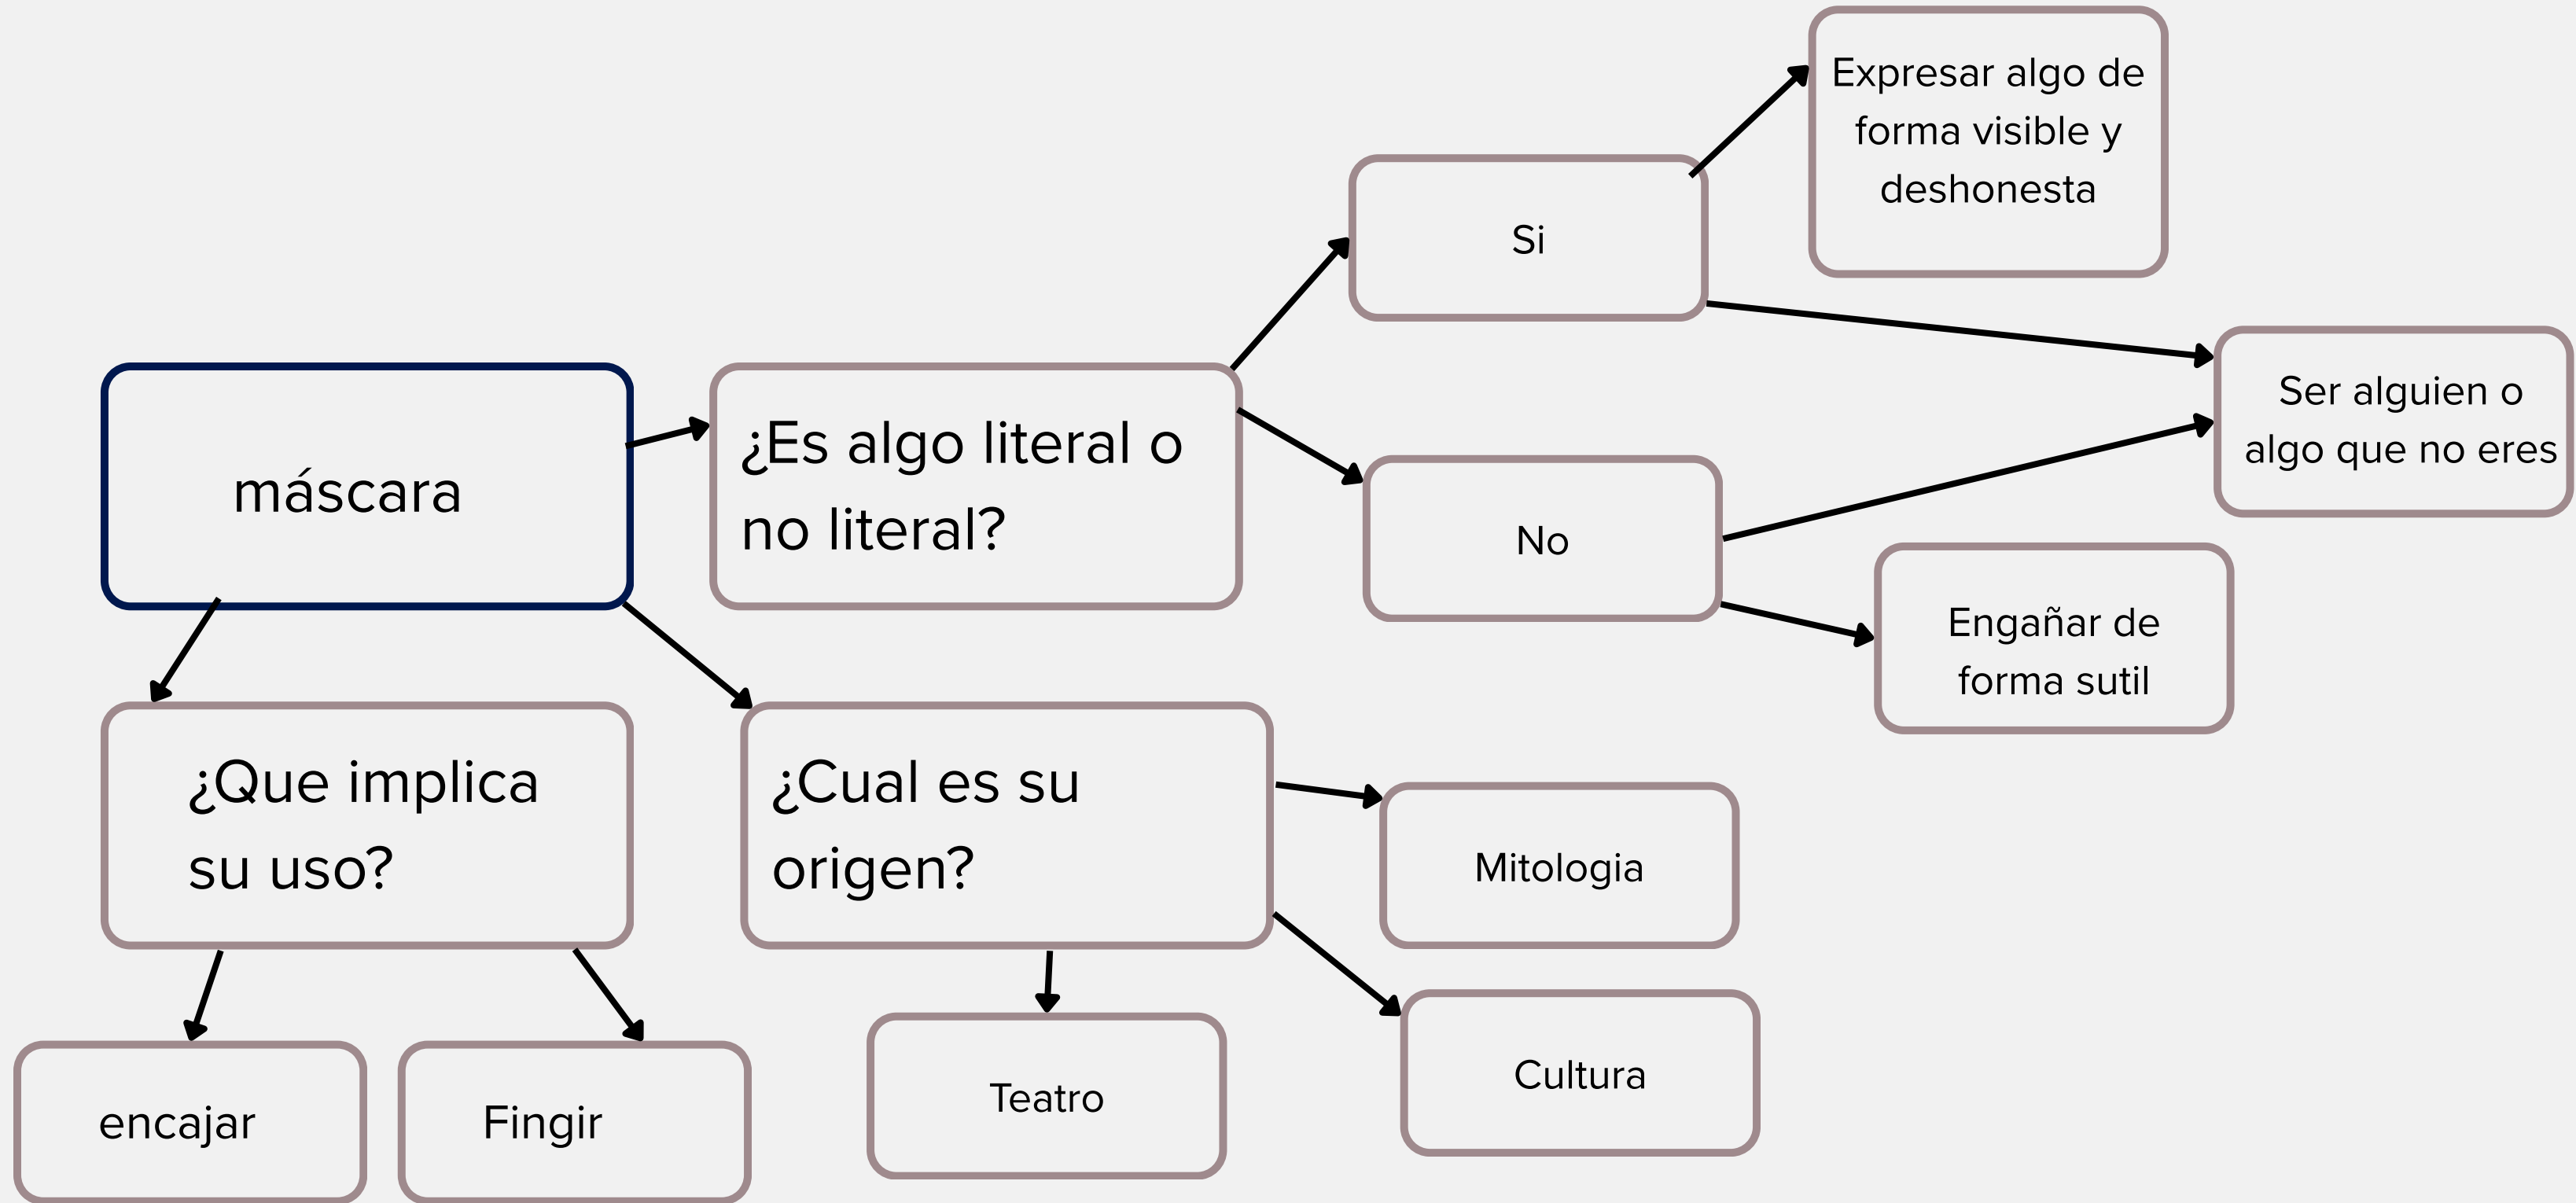 máscara
¿Es algo literal o
no literal?
Si
Expresar algo de
forma visible y
deshonesta
No
Ser alguien o
algo que no eres
Engañar de
forma sutil
¿Que implica
su uso?
encajar
Fingir
¿Cual es su
origen?
Mitologia
Teatro
Cultura